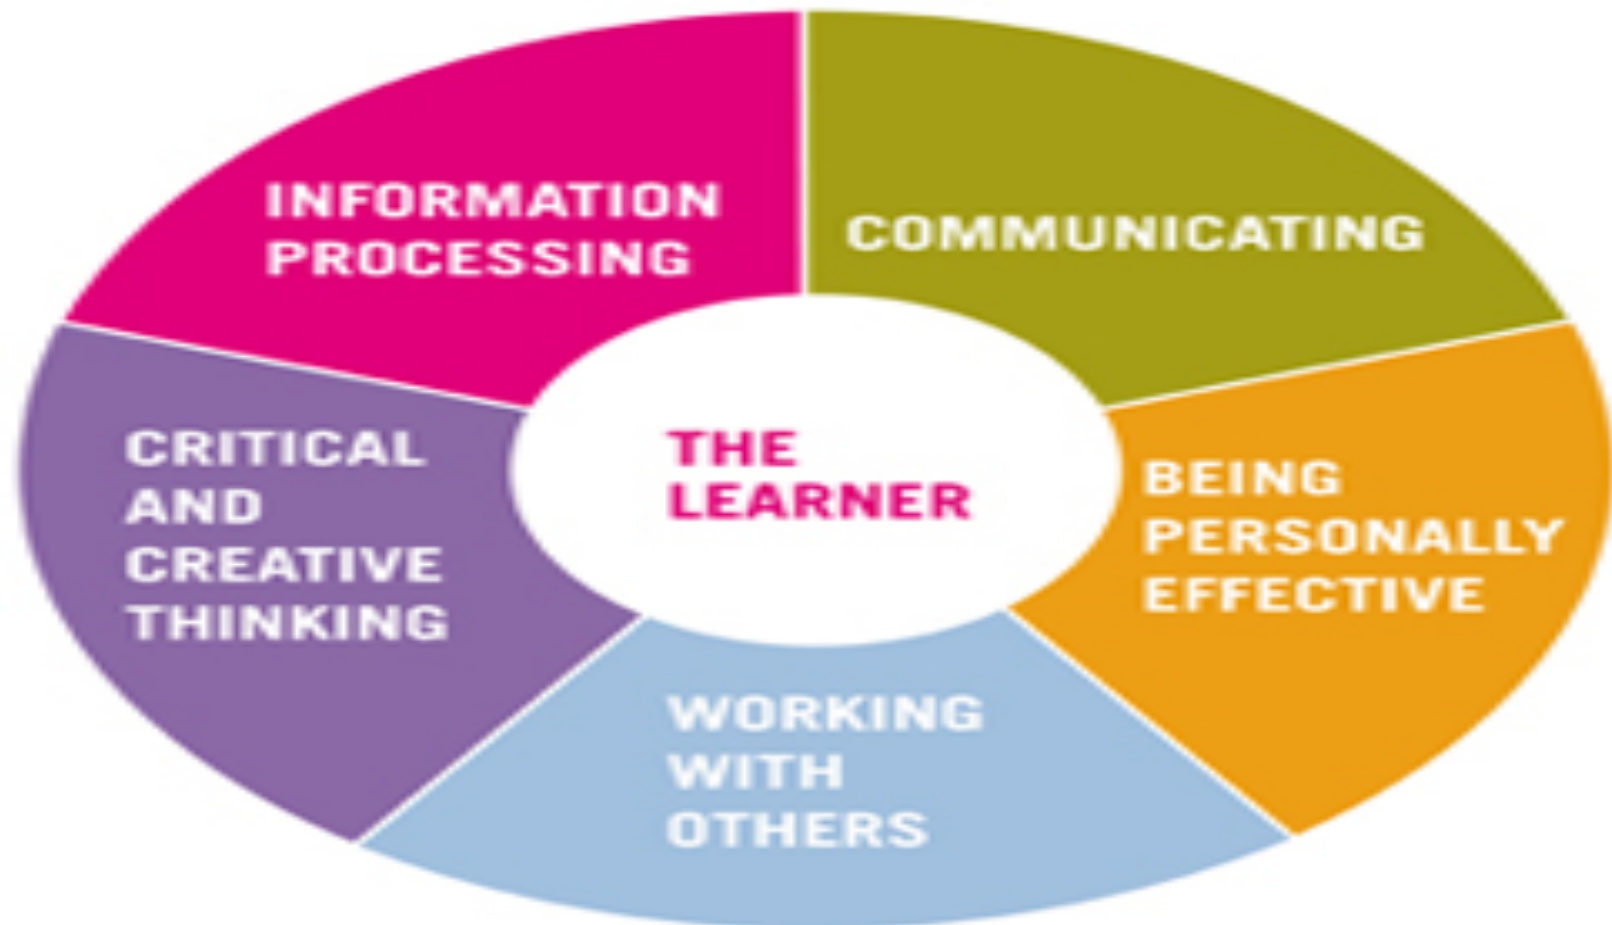 INFORMATION
PROCESSING
COMMUNICATING
CRITICAL
AND
CREATIVE
THINKING
THE
LEARNER
BEING
PERSONALLY
EFFECTIVE
WORKING
WITH
OTHERS